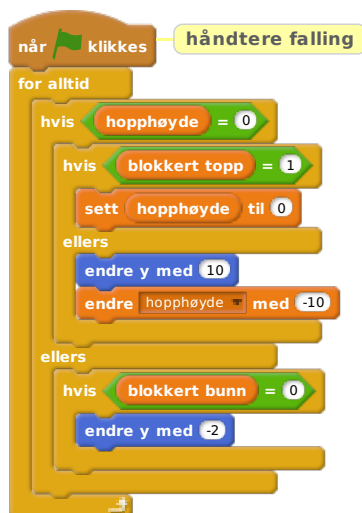 når klikkes håndtere falling
for alltid
hvis hopphøyde = 0
hvis blokkert topp = 1
sett hopphøyde til 0
ellers
endre y med 10
endre hopphøyde med -10
ellers
hvis blokkert bunn = 0
endre y med -2